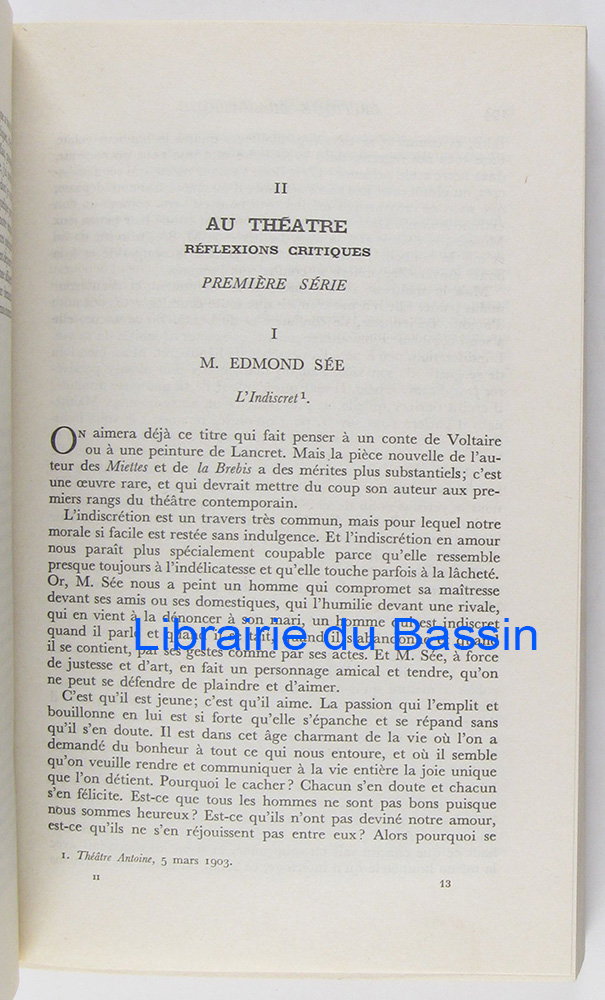 II
AU THÉATRE
RÉFLEXIONS CRITIQUES
PREMIÈRE SÉRIE
I
M. EDMOND SÉE
L'Indiscret¹.
ON aimera déjà ce titre qui fait penser à un conte de Voltaire
ou à une peinture de Lancret. Mais la pièce nouvelle de l'au-
teur des Miettes et de la Brebis a des mérites plus substantiels; c'est
une œuvre rare, et qui devrait mettre du coup son auteur aux pre-
miers rangs du théâtre contemporain.
L'indiscrétion est un travers très commun, mais pour lequel notre
morale si facile est restée sans indulgence. Et l'indiscrétion en amour
nous paraît plus spécialement coupable parce qu'elle ressemble
presque toujours à l'indélicatesse et qu'elle touche parfois à la lâcheté.
Or, M. Sée nous a peint un homme qui compromet sa maîtresse
devant ses amis ou ses domestiques, qui l'humilie devant une rivale,
qui en vient à la dénoncer à son mari, un homme qui est indiscret
quand il parle et quand il se tait, quand il s'abandonne et quand
il se contient, par ses gestes comme par ses actes. Et M. Sée, à force
de justesse et d'art, en fait un personnage amical et tendre, qu'on
ne peut se défendre de plaindre et d'aimer.
C'est qu'il est jeune; c'est qu'il aime. La passion qui l'emplit et
bouillonne en lui est si forte qu'elle s'épanche et se répand sans
qu'il s'en doute. Il est dans cet âge charmant de la vie où l'on a
demandé du bonheur à tout ce qui nous entoure, et où il semble
qu'on veuille rendre et communiquer à la vie entière la joie unique
que l'on détient. Pourquoi le cacher? Chacun s'en doute et chacun
s'en félicite. Est-ce que tous les hommes ne sont pas bons puisque
nous sommes heureux? Est-ce qu'ils n'ont pas deviné notre amour,
est-ce qu'ils ne s'en réjouissent pas entre eux? Alors pourquoi se
1. Théâtre Antoine, 5 mars 1903.
II 13
Librairie du Bassin